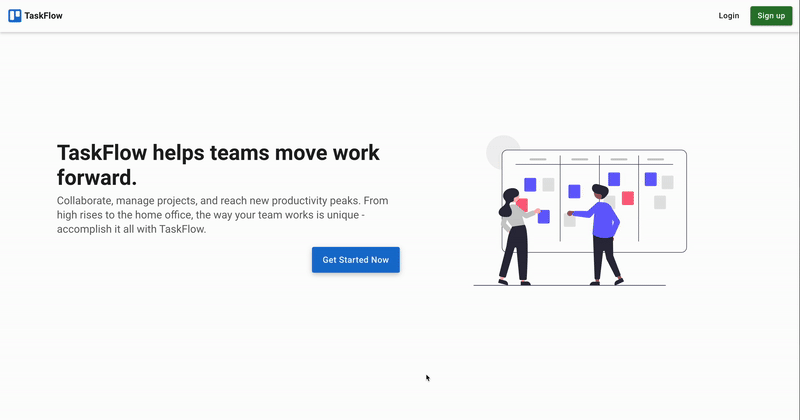 TaskFlow
Login
Sign up
TaskFlow helps teams move work
forward.
Collaborate, manage projects, and reach new productivity peaks. From
high rises to the home office, the way your team works is unique -
accomplish it all with TaskFlow.
Get Started Now